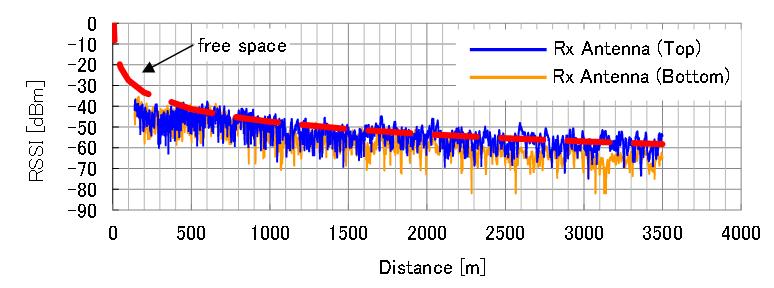 0
-10
-20
-30
-40
-50
-60
-70
-80
-90
RSSI [dBm]
free space
Rx Antenna (Top)
Rx Antenna (Bottom)
0 500 1000 1500 2000 2500 3000 3500 4000
Distance [m]